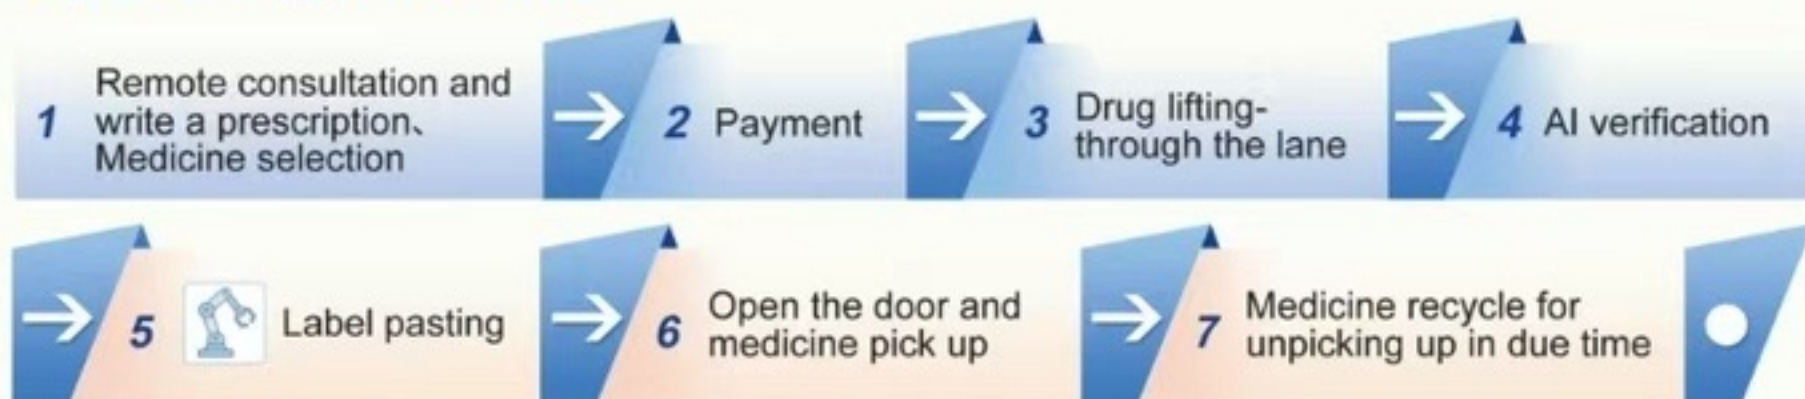 1 Remote consultation and
write a prescription、
Medicine selection
2 Payment
3 Drug lifting-
through the lane
4 AI verification
5 Label pasting
6 Open the door and
medicine pick up
7 Medicine recycle for
unpicking up in due time